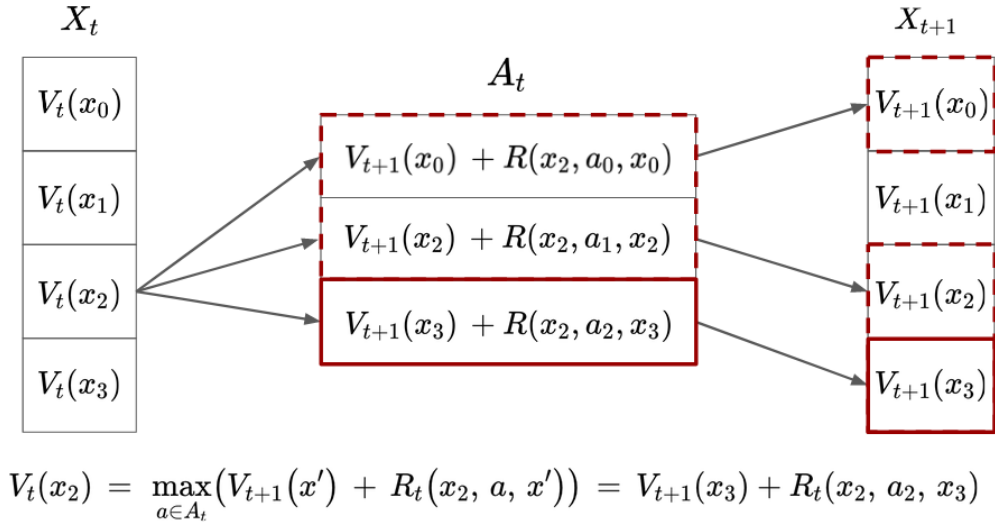 X_t
A_t
X_{t+1}
V_t(x_0)
V_t(x_1)
V_t(x_2)
V_t(x_3)
V_{t+1}(x_0) + R(x_2, a_0, x_0)
V_{t+1}(x_2) + R(x_2, a_1, x_2)
V_{t+1}(x_3) + R(x_2, a_2, x_3)
V_{t+1}(x_0)
V_{t+1}(x_1)
V_{t+1}(x_2)
V_{t+1}(x_3)
V_t(x_2) = max_{a∈A_t}(V_{t+1}(x′) + R_t(x_2, a, x′)) = V_{t+1}(x_3) + R_t(x_2, a_2, x_3)